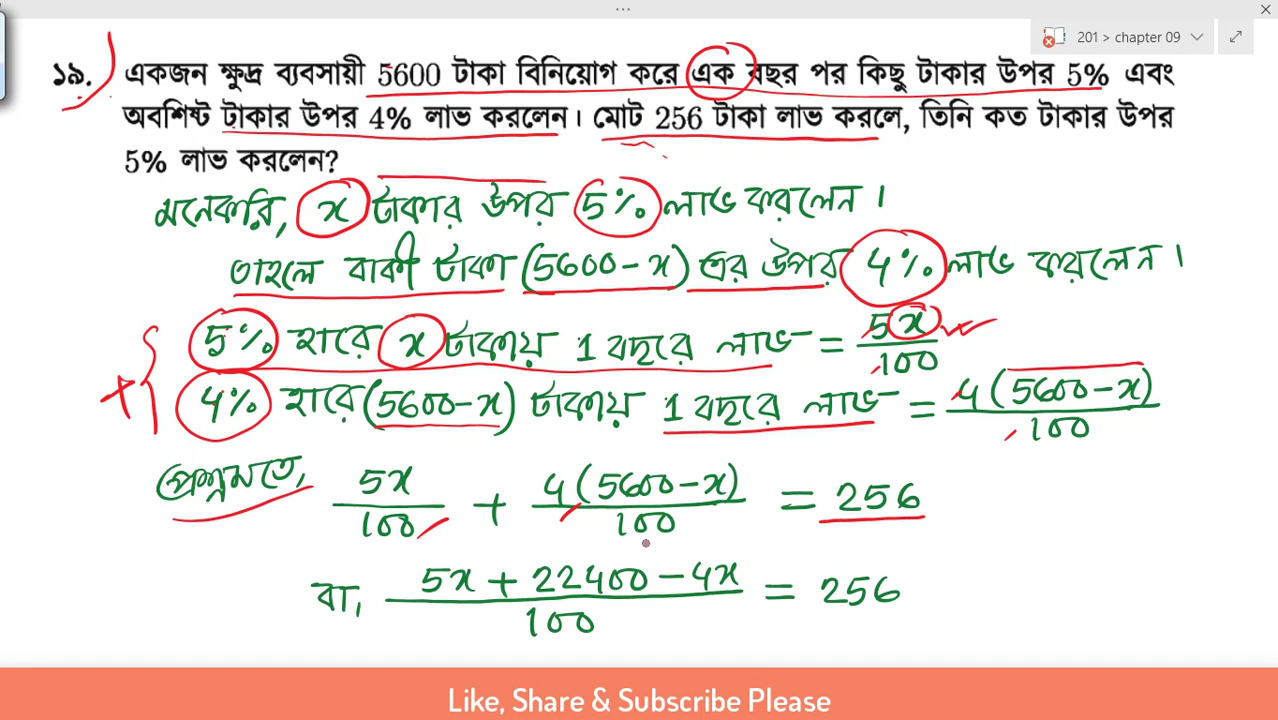 201 > chapter 09
১৯. একজন ক্ষুদ্র ব্যবসায়ী 5600 টাকা বিনিয়োগ করে এক বছর পর কিছু টাকার উপর 5% এবং
অবশিষ্ট টাকার উপর 4% লাভ করলেন। মোট 256 টাকা লাভ করলে, তিনি কত টাকার উপর
5% লাভ করলেন?
মনেকরি, x টাকার উপর 5% লাভ করলেন।
তাহলে বাকী টাকা (5600-x) এর উপর 4% লাভ করলেন।
5% হারে x টাকায় 1 বছরে লাভ = 5x/100
+ 4% হারে (5600-x) টাকায় 1 বছরে লাভ = 4(5600-x)/100
প্রশ্নমতে, 5x/100 + 4(5600-x)/100 = 256
বা, 5x + 22400 - 4x/100 = 256
Like, Share & Subscribe Please